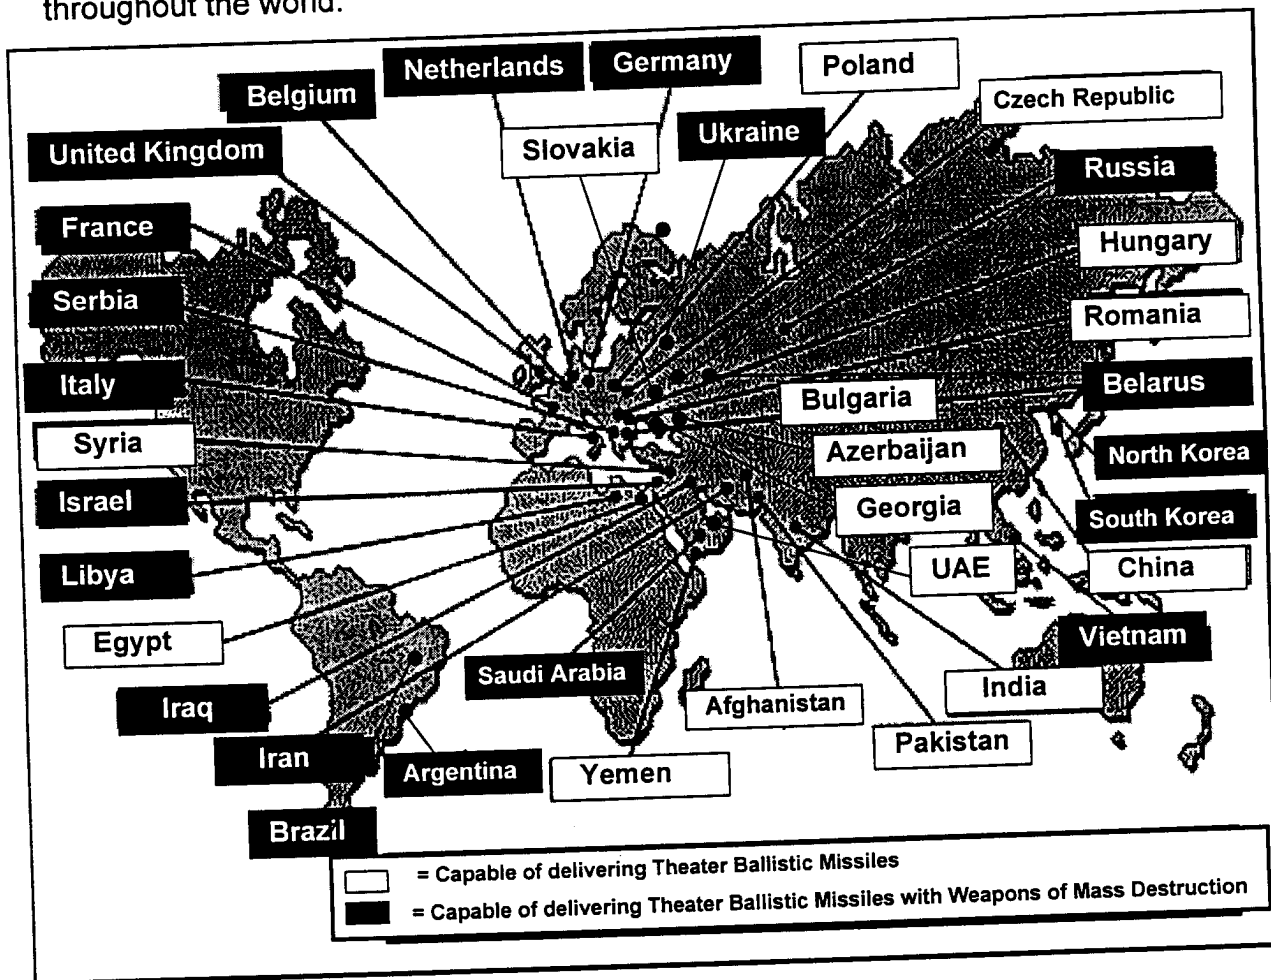 throughout the world.
Netherlands
Germany
Poland
Belgium
Czech Republic
Slovakia
Ukraine
United Kingdom
Russia
France
Hungary
Serbia
Romania
Italy
Belarus
Bulgaria
Syria
Azerbaijan
North Korea
Israel
Georgia
South Korea
Libya
UAE
China
Egypt
Vietnam
Saudi Arabia
India
Iraq
Afghanistan
Pakistan
Iran
Argentina
Yemen
Brazil
= Capable of delivering Theater Ballistic Missiles
= Capable of delivering Theater Ballistic Missiles with Weapons of Mass Destruction